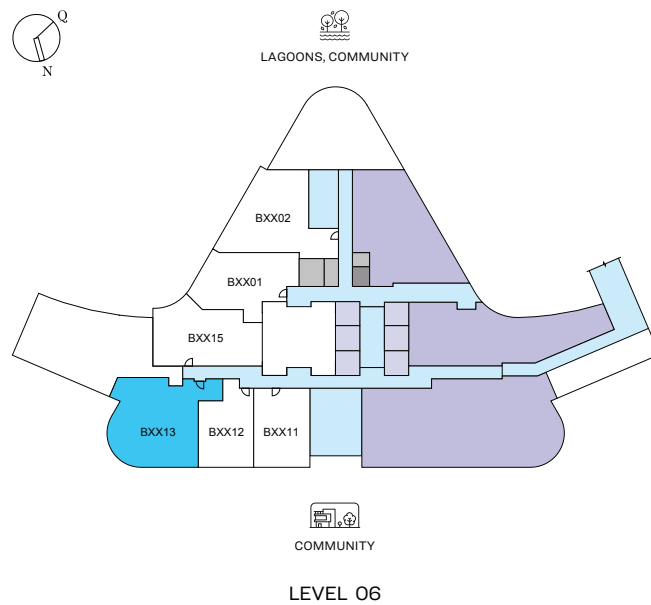 Q
N
LAGOONS, COMMUNITY
BXX02
BXX01
BXX15
BXX13
BXX12
BXX11
COMMUNITY
LEVEL 06